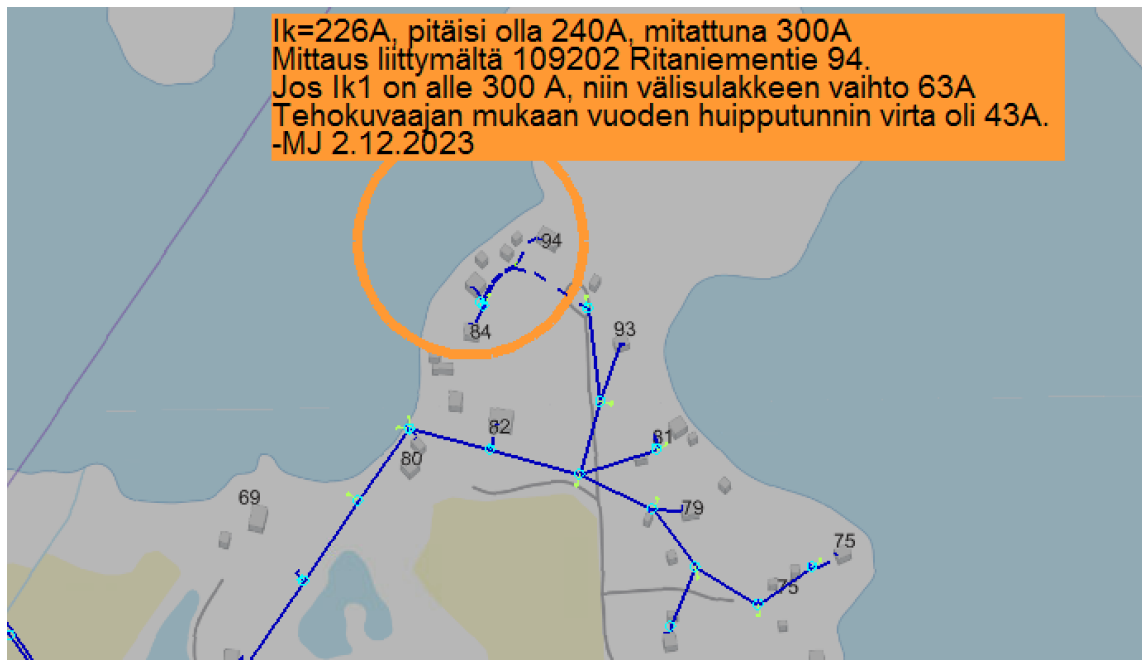 Ik=226A, pitäisi olla 240A, mitattuna 300A
Mittaus liittymältä 109202 Ritaniementie 94.
Jos Ik1 on alle 300 A, niin välisulakkeen vaihto 63A
Tehokuvaajan mukaan vuoden huipputunnin virta oli 43A.
-MJ 2.12.2023
94
84
93
82
81
80
69
79
75
75